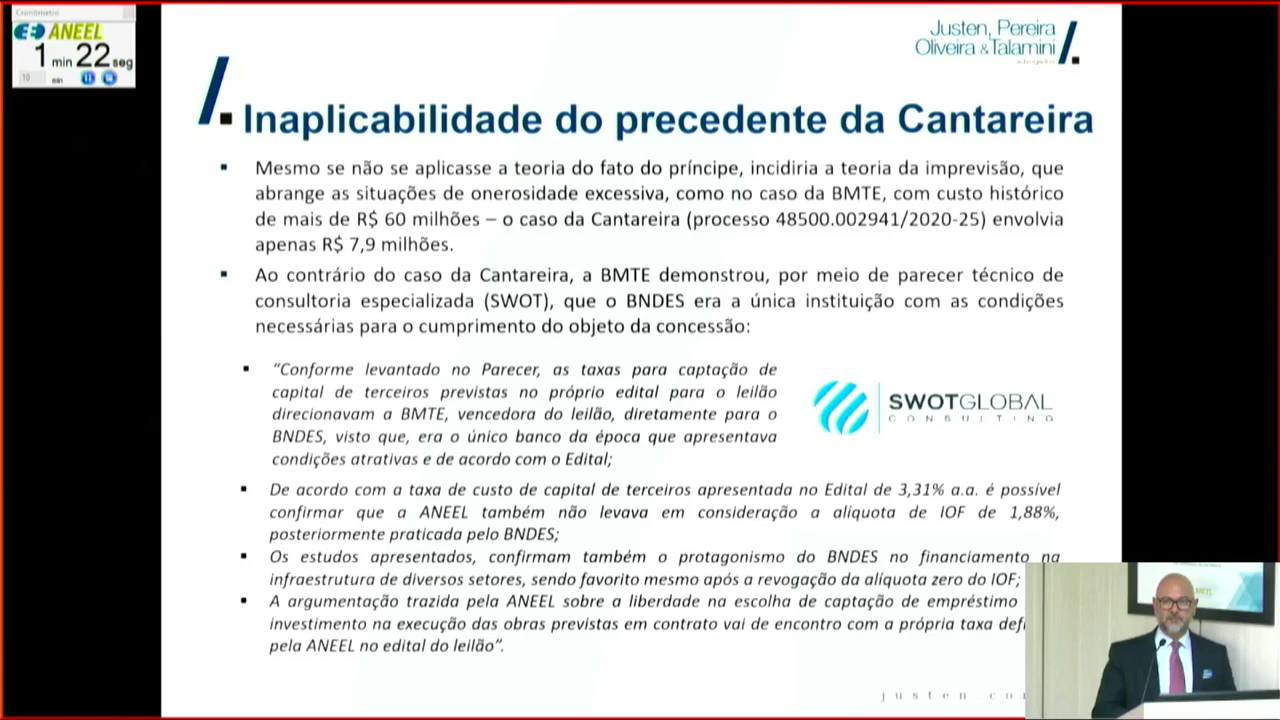 Cronômetro
ANEEL
1 min 22 seg
10 min
Justen, Pereira
Oliveira & Talamini
Inaplicabilidade do precedente da Cantareira
▪ Mesmo se não se aplicasse a teoria do fato do príncipe, incidiria a teoria da imprevisão, que
abrange as situações de onerosidade excessiva, como no caso da BMTE, com custo histórico
de mais de R$ 60 milhões – o caso da Cantareira (processo 48500.002941/2020-25) envolvia
apenas R$ 7,9 milhões.
▪ Ao contrário do caso da Cantareira, a BMTE demonstrou, por meio de parecer técnico de
consultoria especializada (SWOT), que o BNDES era a única instituição com as condições
necessárias para o cumprimento do objeto da concessão:
▪ “Conforme levantado no Parecer, as taxas para captação de
capital de terceiros previstas no próprio edital para o leilão
direcionavam a BMTE, vencedora do leilão, diretamente para o
BNDES, visto que, era o único banco da época que apresentava
condições atrativas e de acordo com o Edital;
SWOTGLOBAL
CONSULTING
▪ De acordo com a taxa de custo de capital de terceiros apresentada no Edital de 3,31% a.a. é possível
confirmar que a ANEEL também não levava em consideração a alíquota de IOF de 1,88%,
posteriormente praticada pelo BNDES;
▪ Os estudos apresentados, confirmam também o protagonismo do BNDES no financiamento na
infraestrutura de diversos setores, sendo favorito mesmo após a revogação da alíquota zero do IOF;
▪ A argumentação trazida pela ANEEL sobre a liberdade na escolha de captação de empréstimo
investimento na execução das obras previstas em contrato vai de encontro com a própria taxa def
pela ANEEL no edital do leilão”.
justen.co